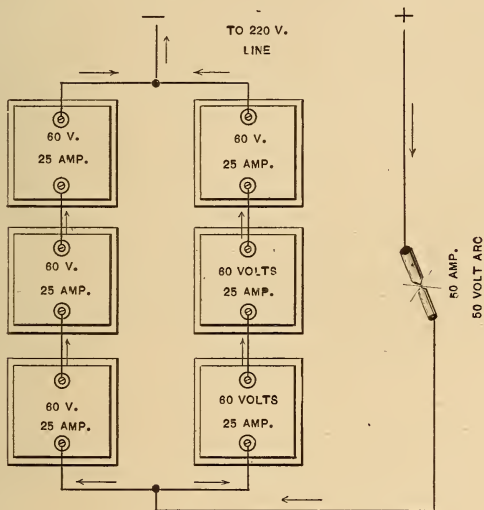 TO 220 V.
LINE
60 V.
25 AMP.
60 V.
25 AMP.
60 V.
25 AMP.
60 VOLTS
25 AMP.
60 V.
25 AMP.
60 VOLTS
25 AMP.
50 AMP.
50 VOLT ARC